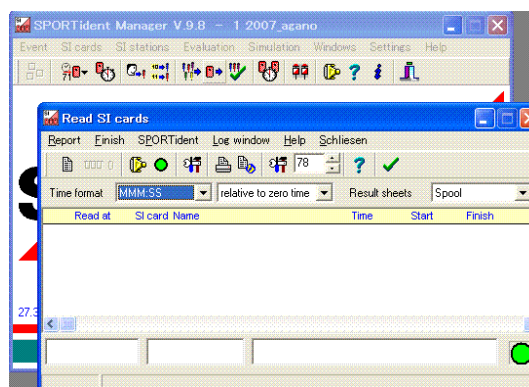 SPORTident Manager V.9.8 - 1 2007_agano
Event SI cards SI stations Evaluation Simulation Windows Settings Help
Read SI cards
Report Finish SPORTident Log window Help Schliesen
78
Time format MMM:SS relative to zero time Result sheets Spool
Read at SI card Name Time Start Finish
S
27.3